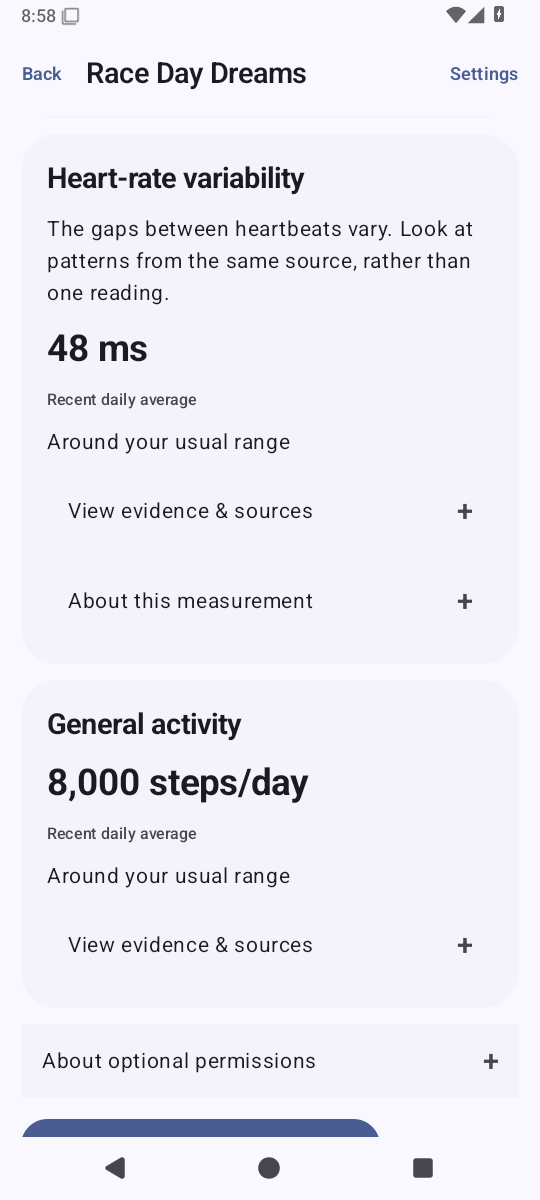 8:58
Back
Race Day Dreams
Settings
Heart-rate variability
The gaps between heartbeats vary. Look at
patterns from the same source, rather than
one reading.
48 ms
Recent daily average
Around your usual range
View evidence & sources +
About this measurement +
General activity
8,000 steps/day
Recent daily average
Around your usual range
View evidence & sources +
About optional permissions +